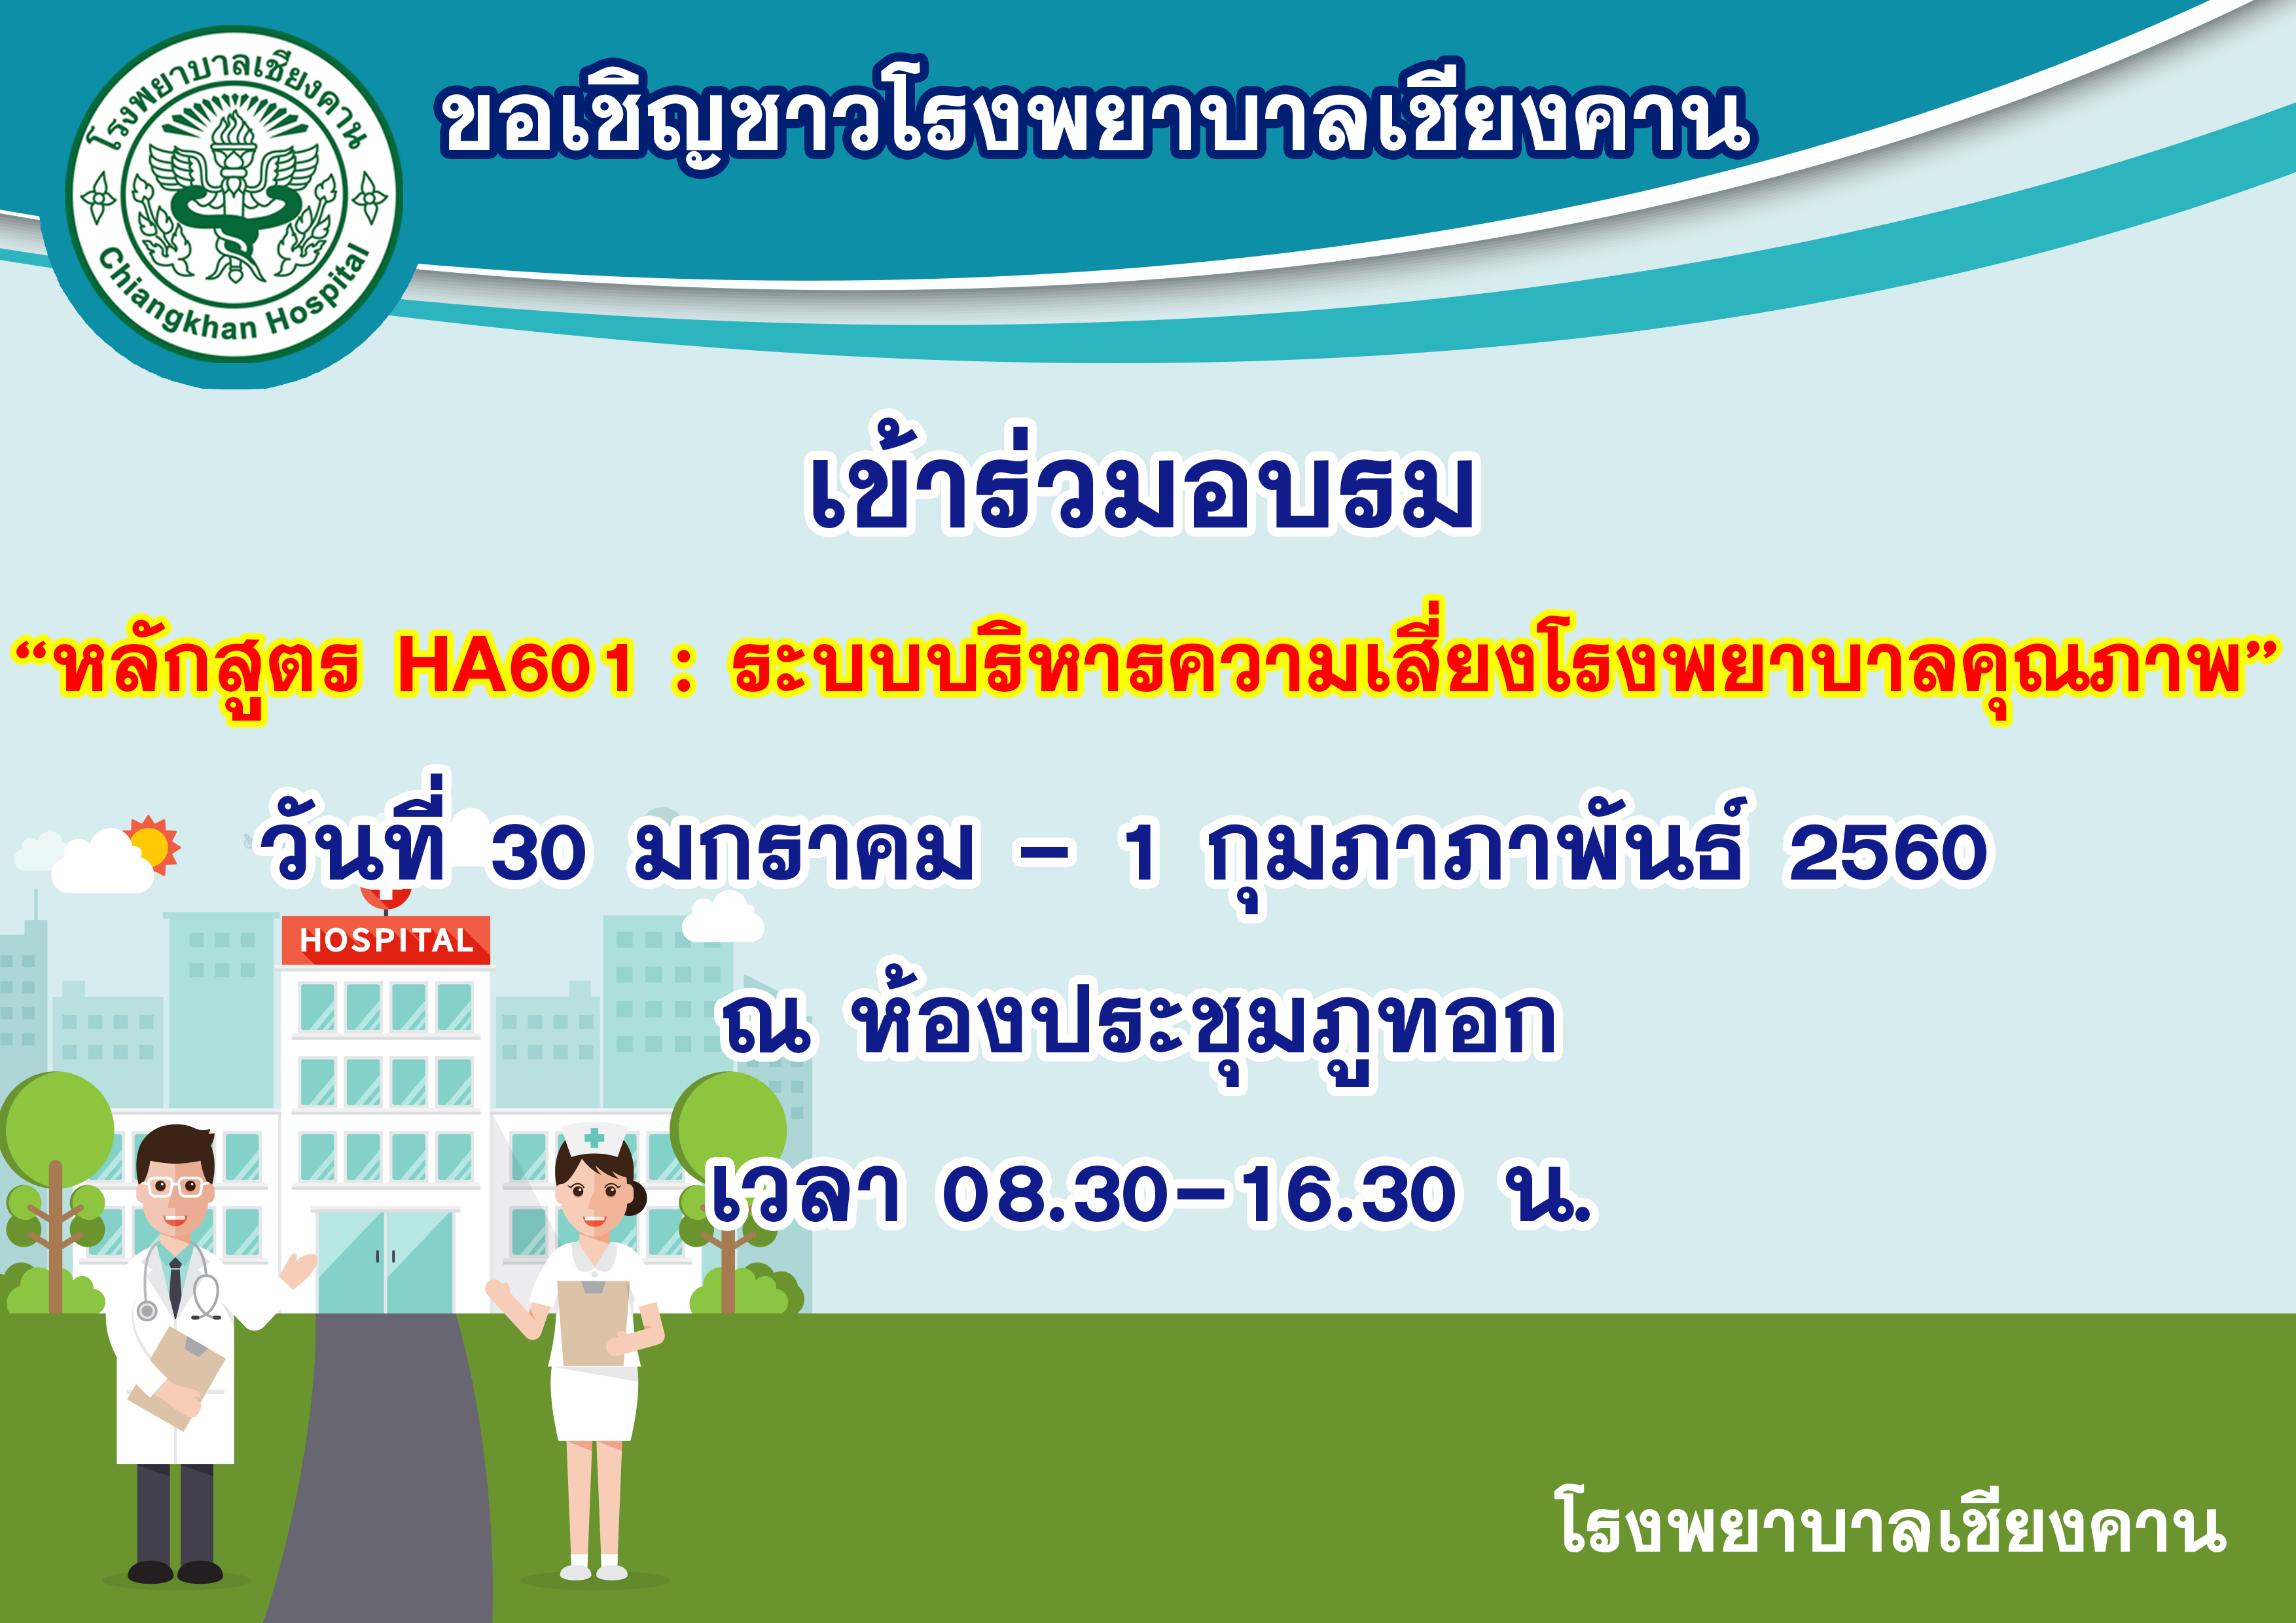 โรงพยาบาลเชียงคาน
Chiangkhan Hospital
ขอเชิญชาวโรงพยาบาลเชียงคาน
เข้าร่วมอบรม
“หลักสูตร HA601 : ระบบบริหารความเสี่ยงโรงพยาบาลคุณภาพ”
วันที่ 30 มกราคม – 1 กุมภาภาพันธ์ 2560
HOSPITAL
ณ ห้องประชุมภูทอก
เวลา 08.30–16.30 น.
โรงพยาบาลเชียงคาน